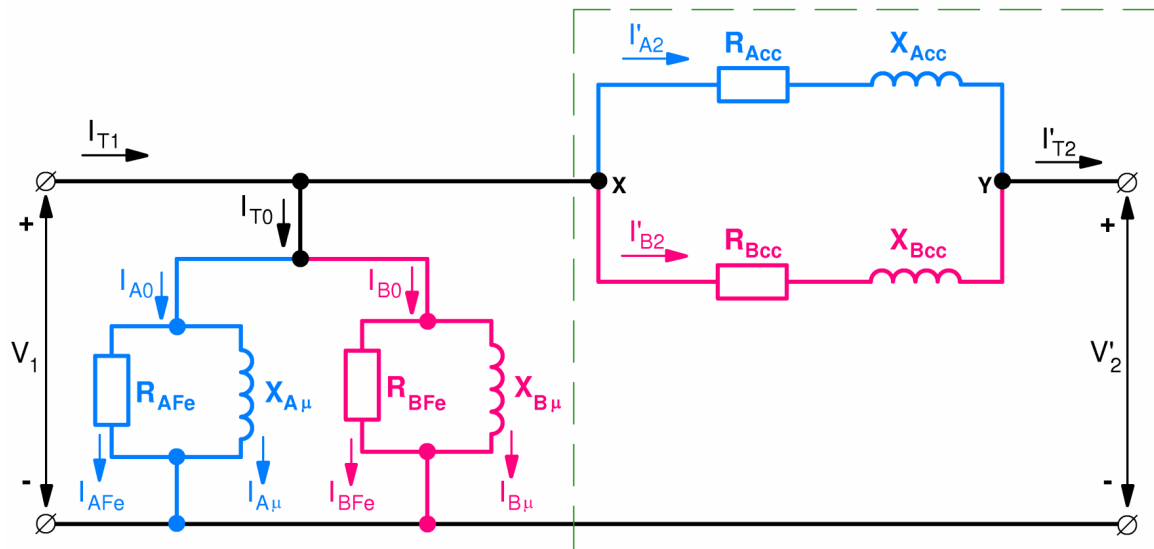 I'A2
RAcc
XAcc
IT1
I'T2
X
Y
+
IT0
+
I'B2
RBcc
XBcc
IA0
IB0
V1
RAFe
XAμ
RBFe
XBμ
V'2
-
IAFe
IAμ
IBFe
IBμ
-